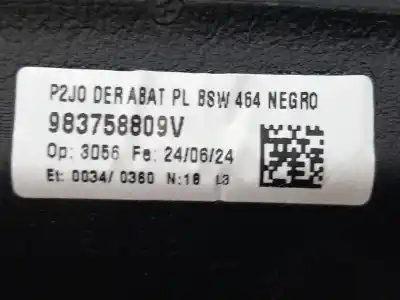 P2JO DER ABAT PL BSW 464 NEGRO
983758809V
Op: 3056 Fe: 24/06/24
Et: 0034/ 0360 N:18 L3